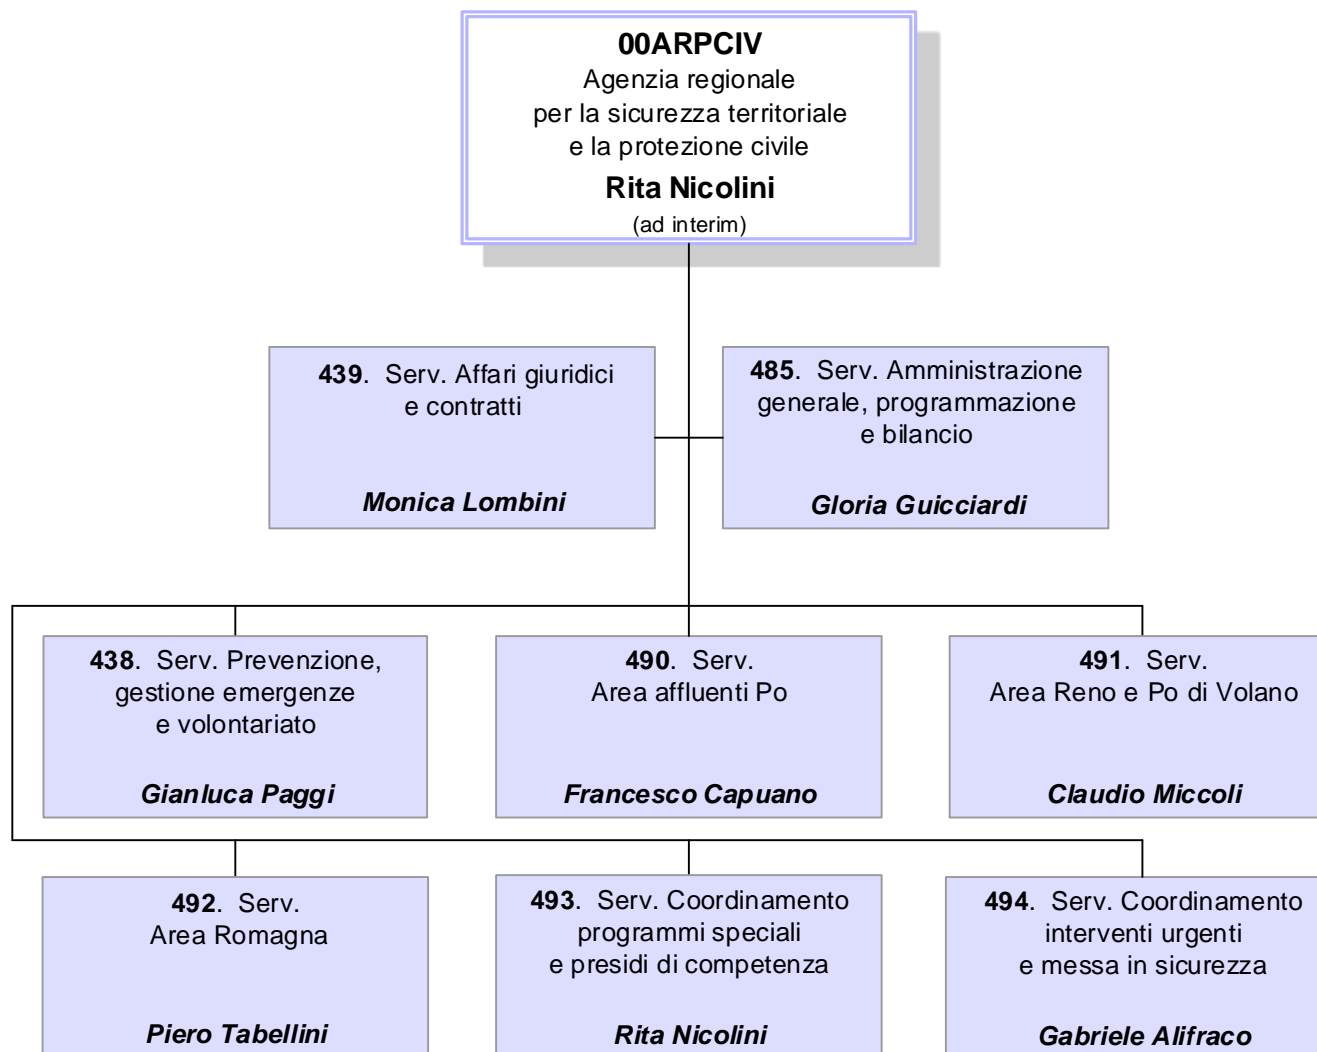 00ARPCIV
Agenzia regionale
per la sicurezza territoriale
e la protezione civile
Rita Nicolini
(ad interim)
439. Serv. Affari giuridici
e contratti
Monica Lombini
485. Serv. Amministrazione
generale, programmazione
e bilancio
Gloria Guicciardi
438. Serv. Prevenzione,
gestione emergenze
e volontariato
Gianluca Paggi
490. Serv.
Area affluenti Po
Francesco Capuano
491. Serv.
Area Reno e Po di Volano
Claudio Miccoli
492. Serv.
Area Romagna
Piero Tabellini
493. Serv. Coordinamento
programmi speciali
e presidi di competenza
Rita Nicolini
494. Serv. Coordinamento
interventi urgenti
e messa in sicurezza
Gabriele Alifraco